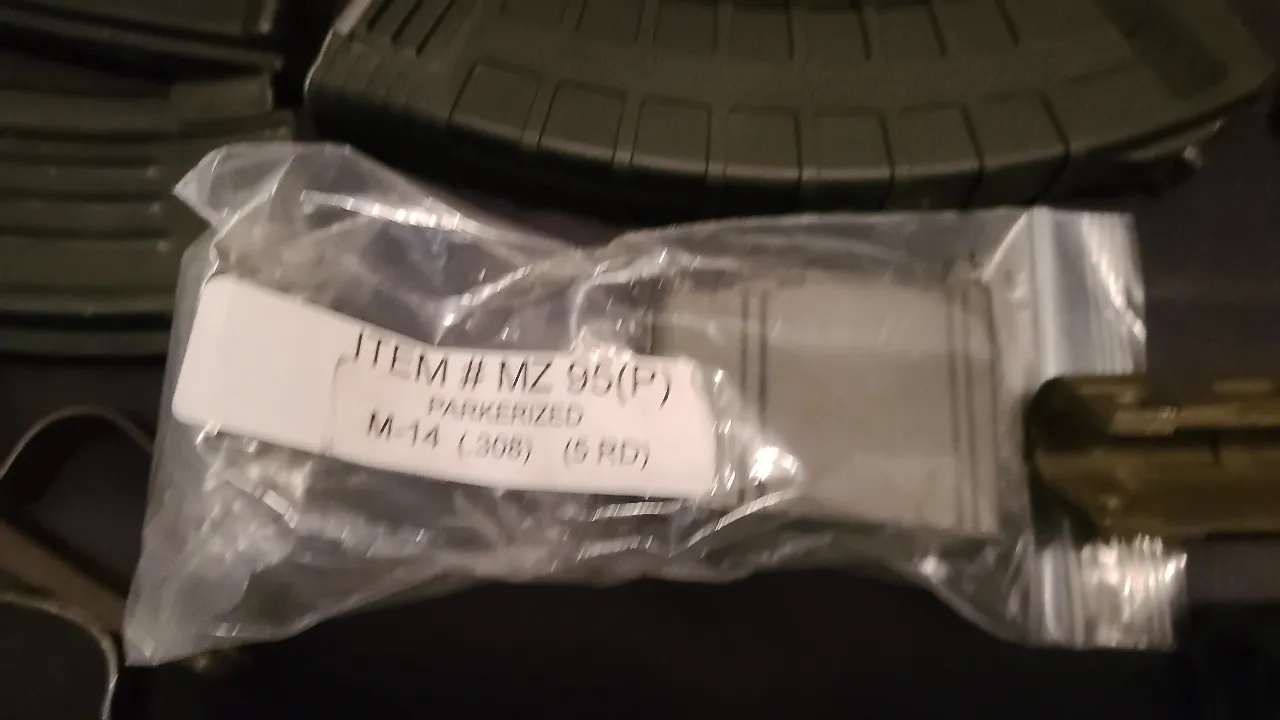 ITEM # MZ 95(P)
PARKERIZED
M-14 (.308) (5 RD)